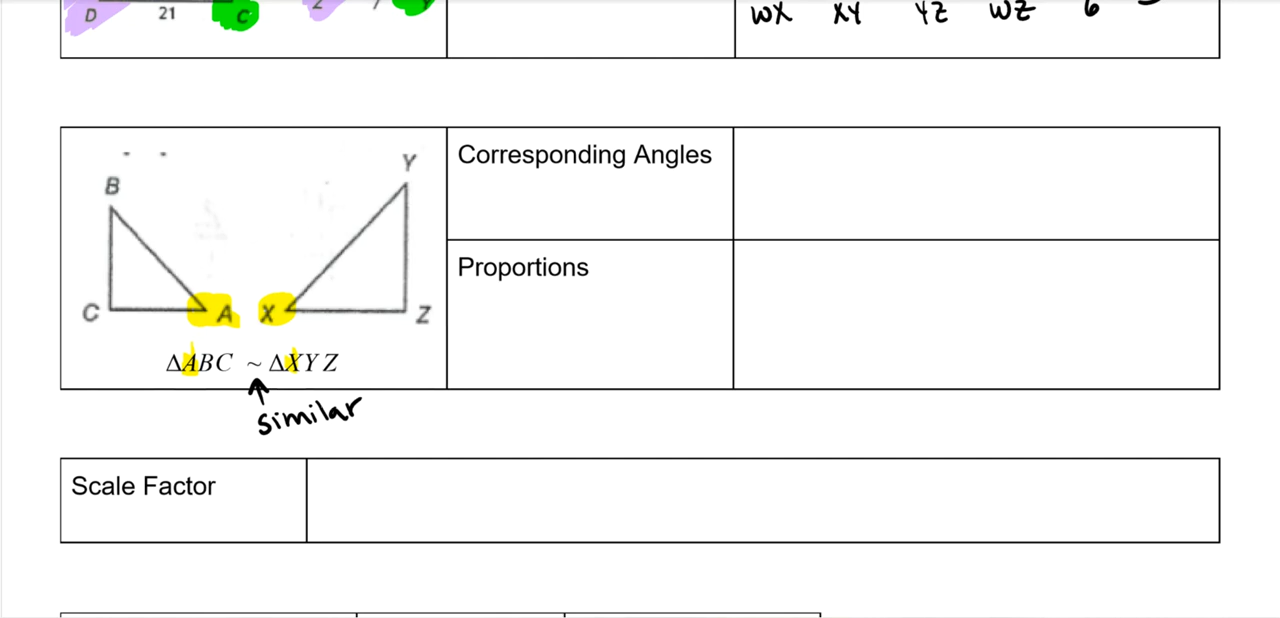 D 21 C
WX XY YZ WZ 6
B
Y
Corresponding Angles
C A X Z
Proportions
ΔABC ~ ΔXYZ
similar
Scale Factor